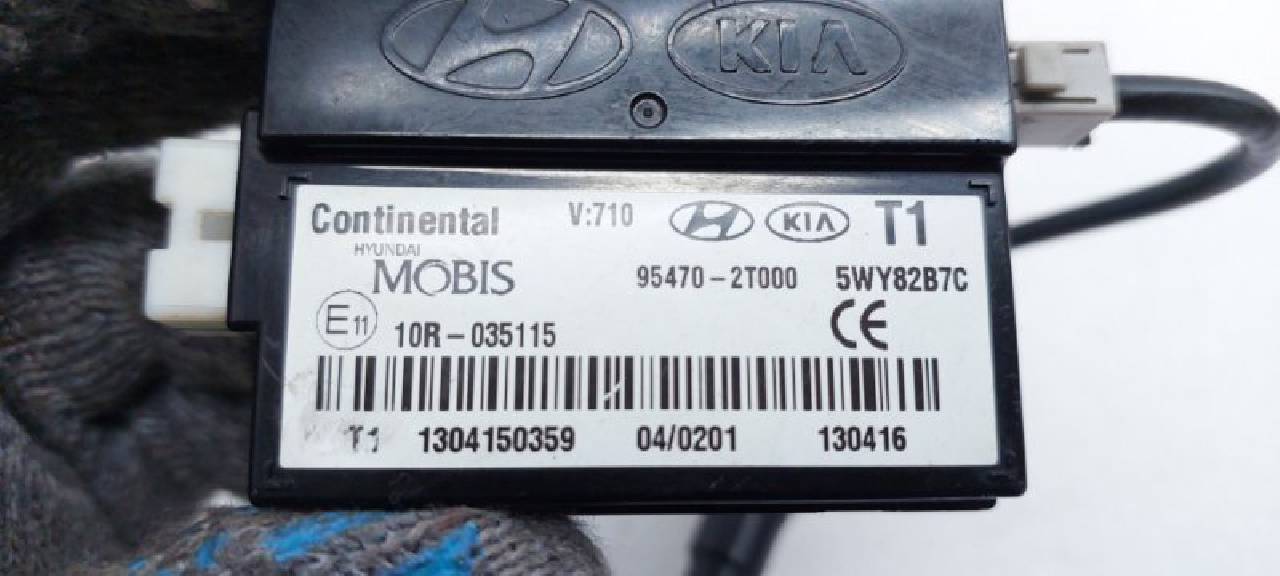 KIA
Continental V:710 KIA T1
HYUNDAI
MOBIS 95470-2T000 5WY82B7C
E11 10R-035115 CE
T1 1304150359 04/0201 130416